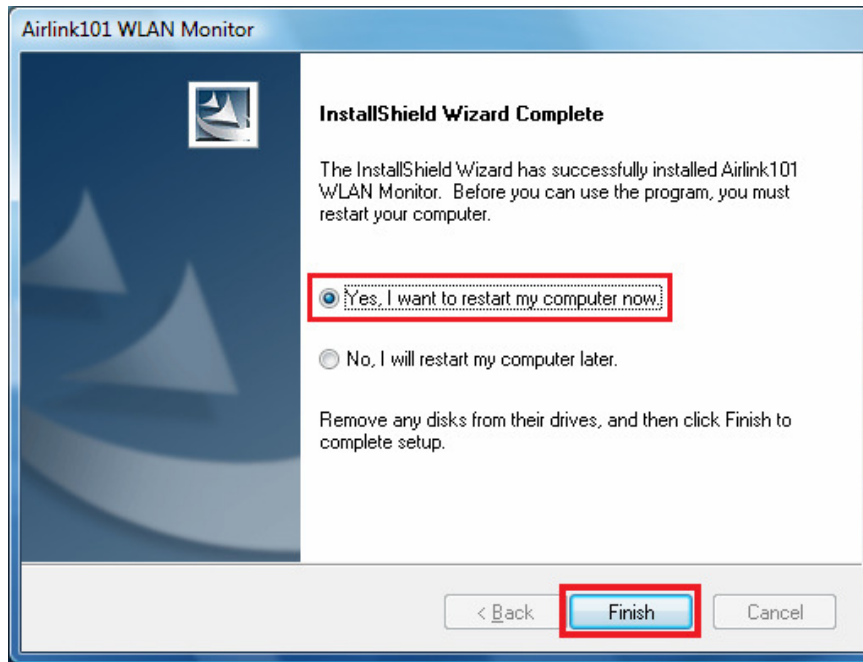 Airlink101 WLAN Monitor
InstallShield Wizard Complete
The InstallShield Wizard has successfully installed Airlink101
WLAN Monitor. Before you can use the program, you must
restart your computer.
Yes, I want to restart my computer now.
No, I will restart my computer later.
Remove any disks from their drives, and then click Finish to
complete setup.
< Back Finish Cancel